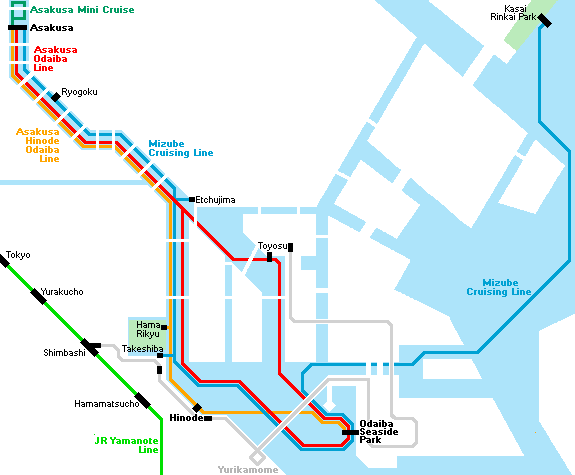 Asakusa Mini Cruise
Asakusa
Asakusa
Odaiba
Line
Ryogoku
Asakusa
Hinode
Odaiba
Line
Mizube
Cruising Line
Etchujima
Toyosu
Kasai
Rinkai Park
Tokyo
Yurakucho
Shimbashi
Hama
Rikyu
Takeshiba
Hamamatsucho
Hinode
JR Yamanote
Line
Yurikamome
Odaiba
Seaside
Park
Mizube
Cruising Line